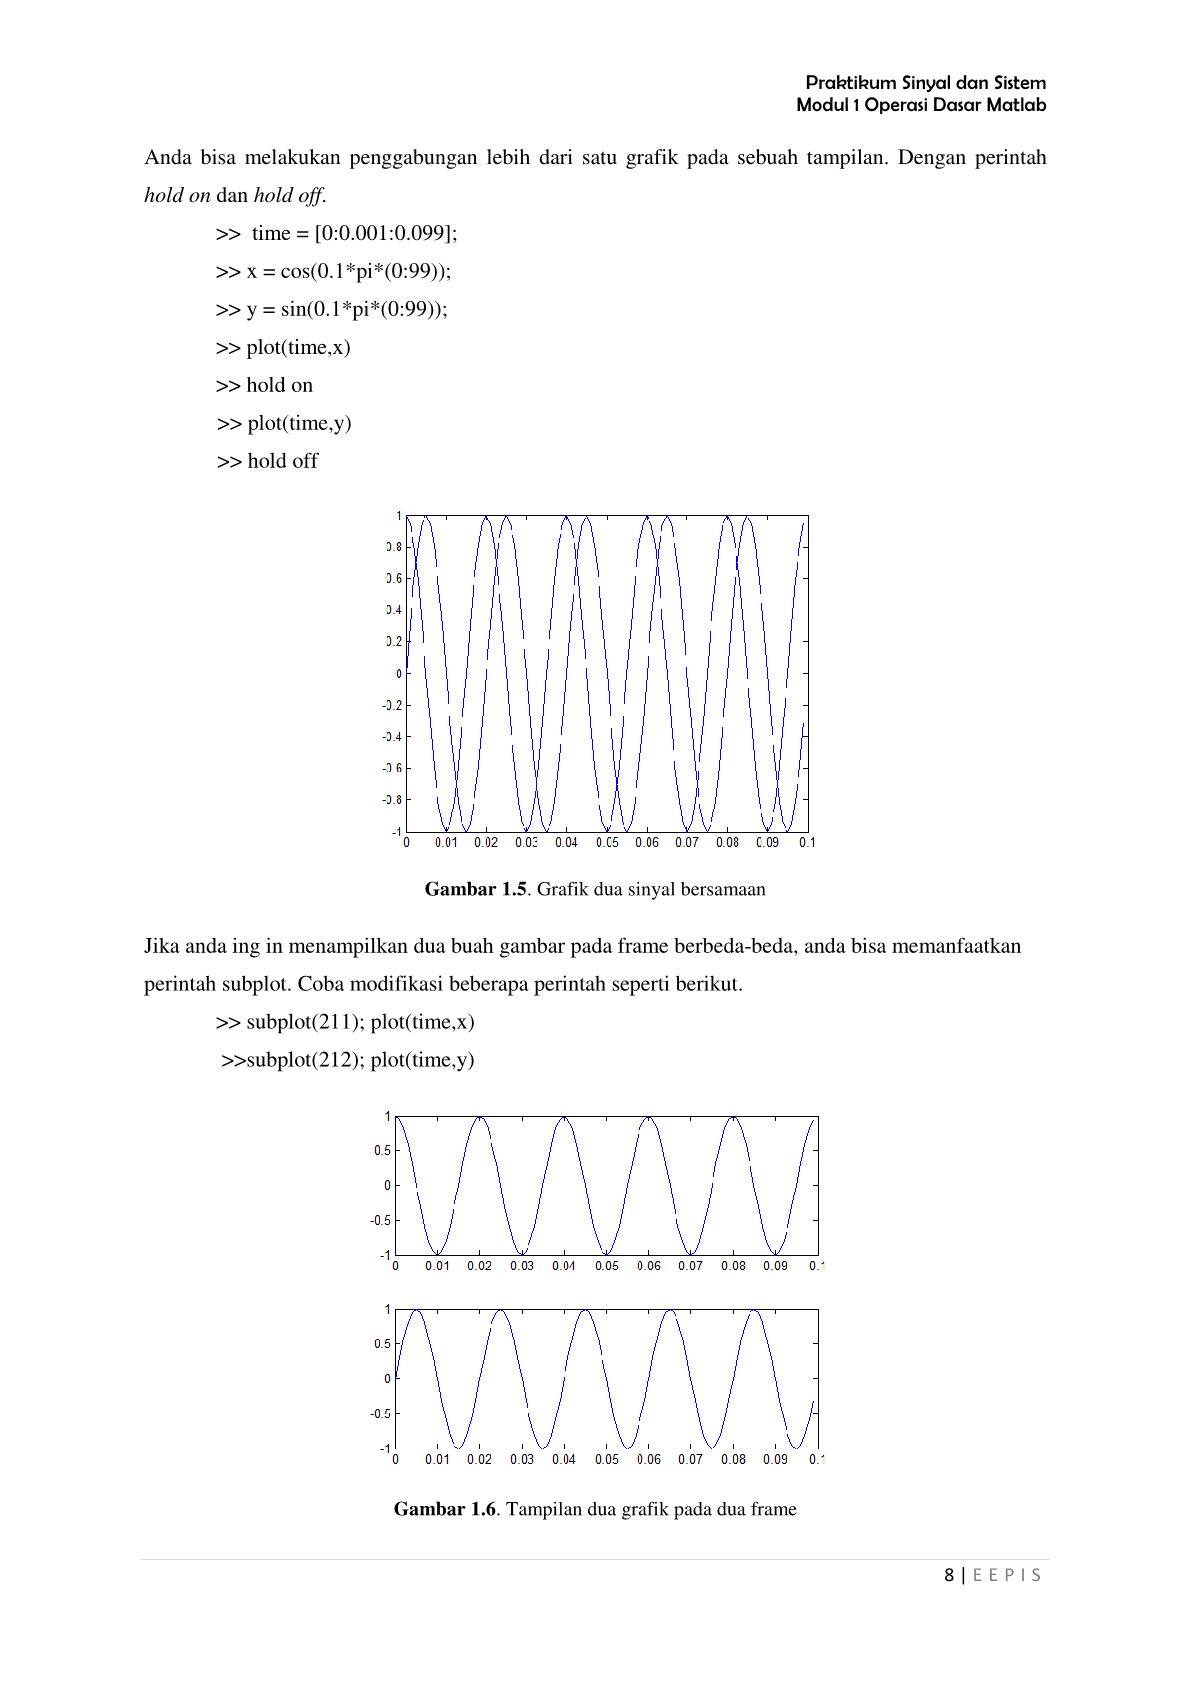 Praktikum Sinyal dan Sistem
Modul 1 Operasi Dasar Matlab
Anda bisa melakukan penggabungan lebih dari satu grafik pada sebuah tampilan. Dengan perintah
hold on dan hold off.
>> time = [0:0.001:0.099];
>> x = cos(0.1*pi*(0:99));
>> y = sin(0.1*pi*(0:99));
>> plot(time,x)
>> hold on
>> plot(time,y)
>> hold off
1
0.8
0.6
0.4
0.2
0
-0.2
-0.4
-0.6
-0.8
-1
0 0.01 0.02 0.03 0.04 0.05 0.06 0.07 0.08 0.09 0.1
Gambar 1.5. Grafik dua sinyal bersamaan
Jika anda ing in menampilkan dua buah gambar pada frame berbeda-beda, anda bisa memanfaatkan
perintah subplot. Coba modifikasi beberapa perintah seperti berikut.
>> subplot(211); plot(time,x)
>>subplot(212); plot(time,y)
1
0.5
0
-0.5
-1
0 0.01 0.02 0.03 0.04 0.05 0.06 0.07 0.08 0.09 0.1
1
0.5
0
-0.5
-1
0 0.01 0.02 0.03 0.04 0.05 0.06 0.07 0.08 0.09 0.1
Gambar 1.6. Tampilan dua grafik pada dua frame
8 | E E P I S